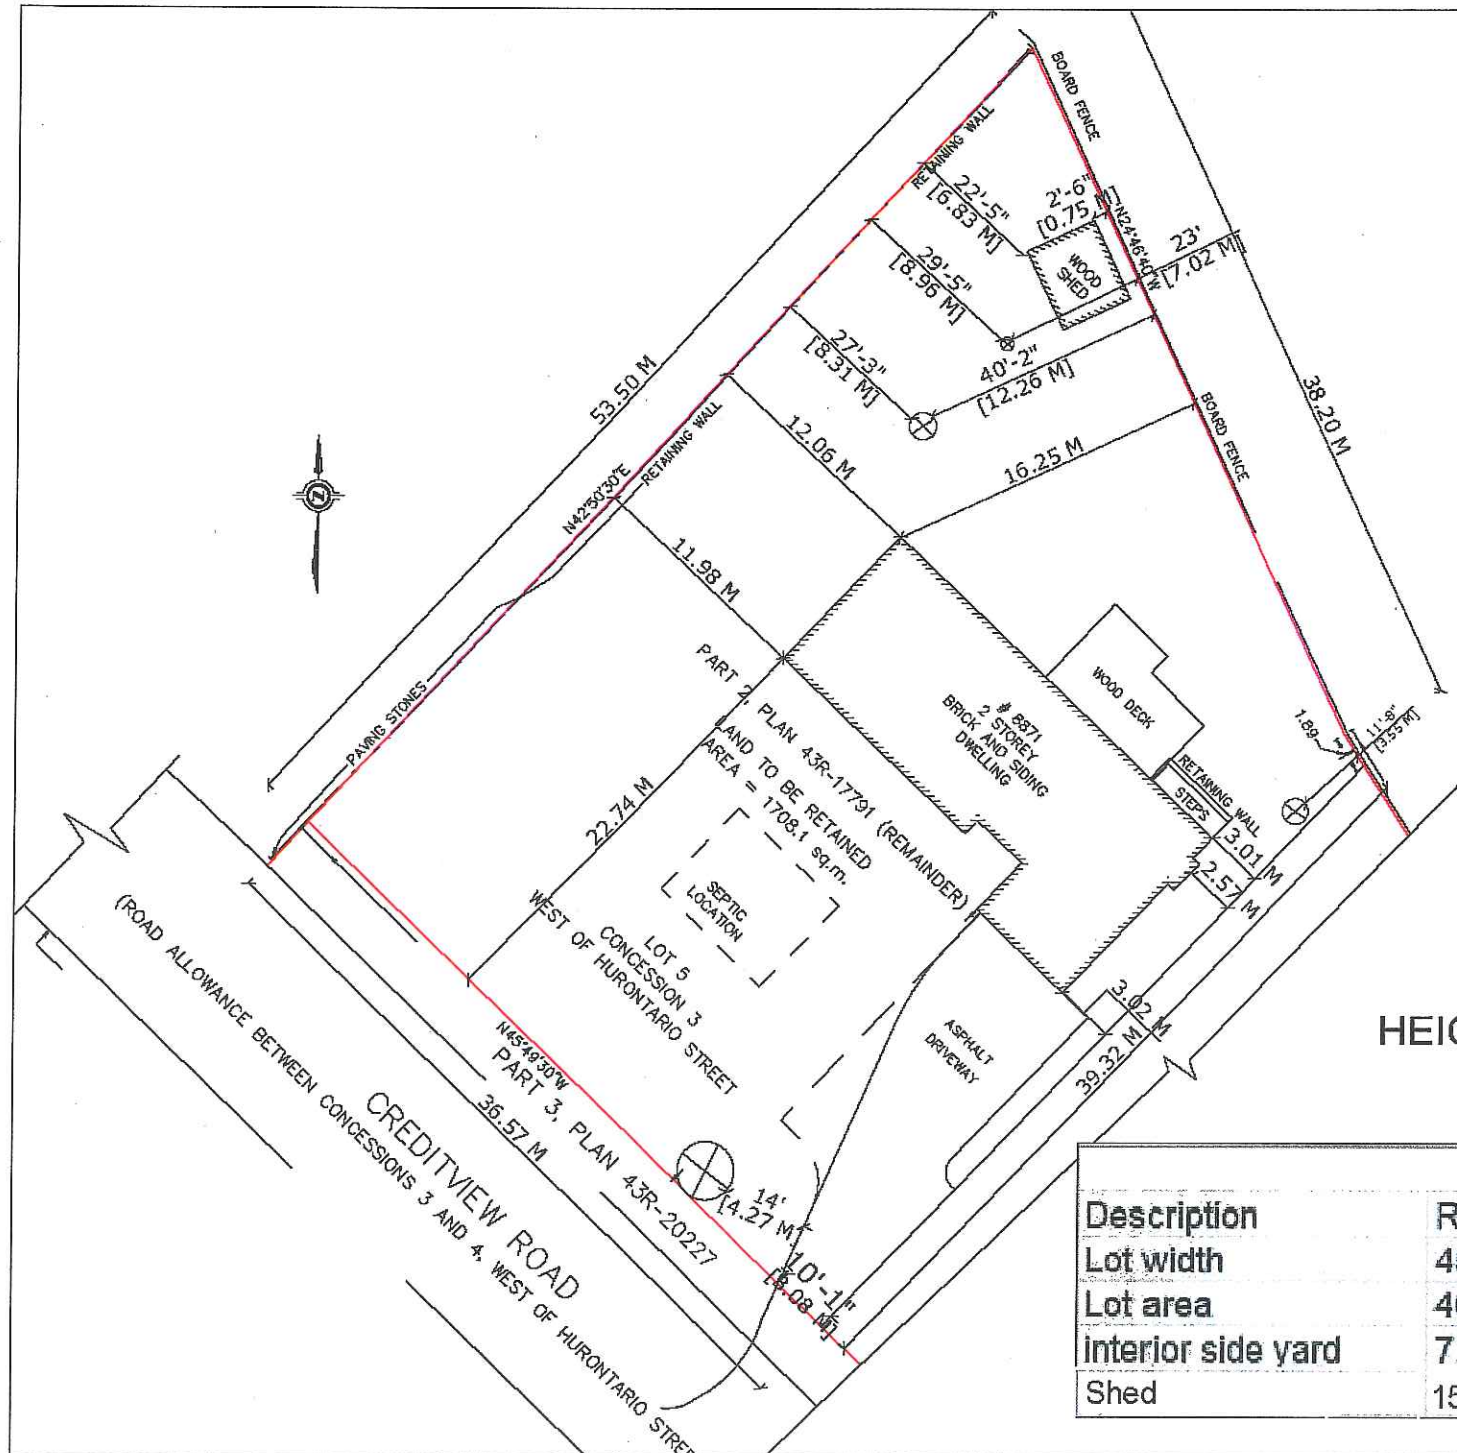 BOARD FENCE
RETAINING WALL
22'-5"
[6.83 M]
2'-6"
[0.75 M]
N24°46'40"W
23'
[7.02 M]
WOOD
SHED
29'-5"
[8.96 M]
27'-3"
[8.31 M]
40'-2"
[12.26 M]
53.50 M
38.20 M
BOARD FENCE
RETAINING WALL
12.06 M
16.25 M
N42°50'30"E
11.98 M
PAVING STONES
WOOD DECK
# 6871
2 STOREY
BRICK AND SIDING
DWELLING
1.89
11'-8"
[3.55 M]
RETAINING WALL
STEPS
3.01 M
2.57 M
PART 2, PLAN 43R-17791 (REMAINDER)
LAND TO BE RETAINED
AREA = 1708.1 sq.m.
22.74 M
SEPTIC
LOCATION
LOT 5
CONCESSION 3
WEST OF HURONTARIO STREET
3.02 M
39.32 M
ASPHALT
DRIVEWAY
N45°49'30"W
PART 3, PLAN 43R-20227
36.57 M
CREDITVIEW ROAD
(ROAD ALLOWANCE BETWEEN CONCESSIONS 3 AND 4, WEST OF HURONTARIO STREE
14'
[4.27 M]
10'-1"
[3.08 M]
Z
HEIG
Description R
Lot width 4
Lot area 4
Interior side yard 7.
Shed 15